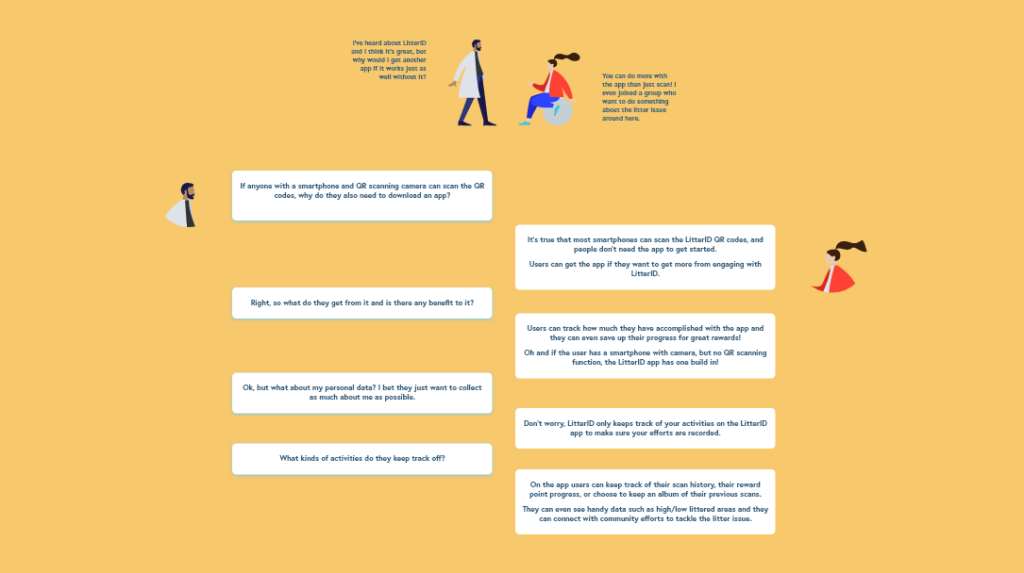 I've heard about LitterID
and I think it's great, but
why would I get another
app if it works just as
well without it?
You can do more with
the app than just scan! I
even joined a group who
want to do something
about the litter issue
around here.
If anyone with a smartphone and QR scanning camera can scan the QR
codes, why do they also need to download an app?
It's true that most smartphones can scan the LitterID QR codes, and
people don't need the app to get started.
Users can get the app if they want to get more from engaging with
LitterID.
Right, so what do they get from it and is there any benefit to it?
Users can track how much they have accomplished with the app and
they can even save up their progress for great rewards!
Oh and if the user has a smartphone with camera, but no QR scanning
function, the LitterID app has one build in!
Ok, but what about my personal data? I bet they just want to collect
as much about me as possible.
Don't worry, LitterID only keeps track of your activities on the LitterID
app to make sure your efforts are recorded.
What kinds of activities do they keep track off?
On the app users can keep track of their scan history, their reward
point progress, or choose to keep an album of their previous scans.
They can even see handy data such as high/low littered areas and they
can connect with community efforts to tackle the litter issue.